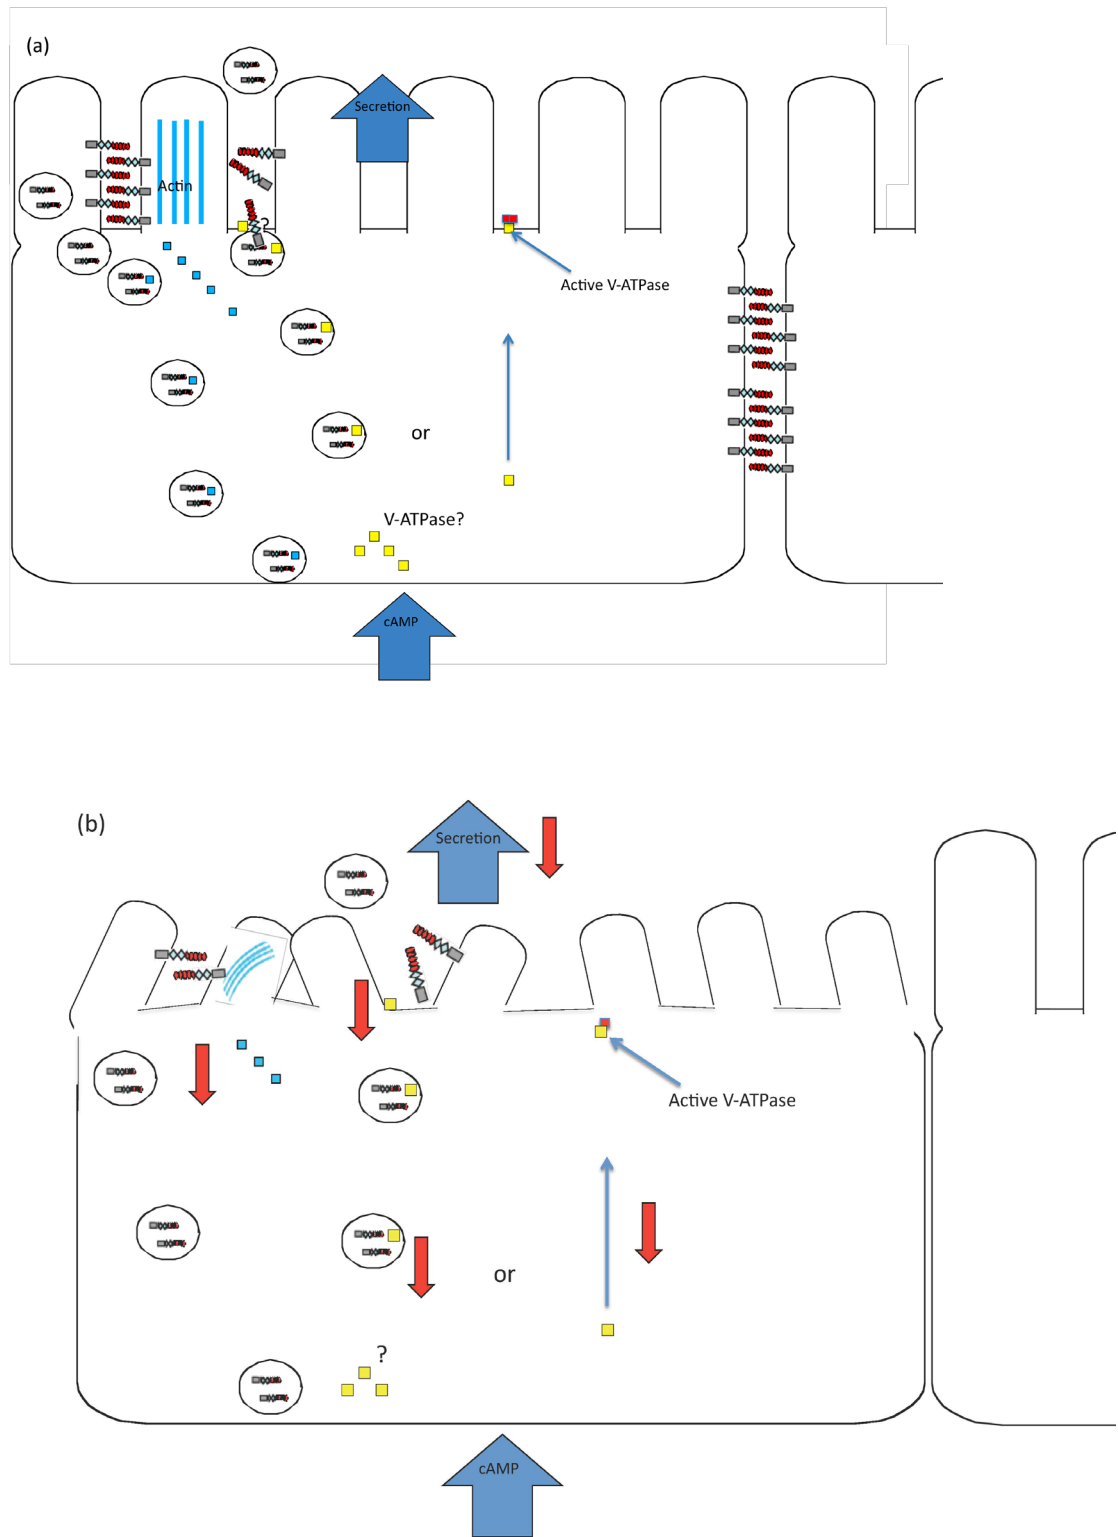 (a)
Secretion
Actin
?
Active V-ATPase
or
V-ATPase?
cAMP
(b)
Secretion
Active V-ATPase
or
?
cAMP